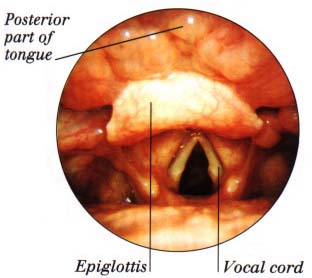 Posterior
part of
tongue
Epiglottis
Vocal cord